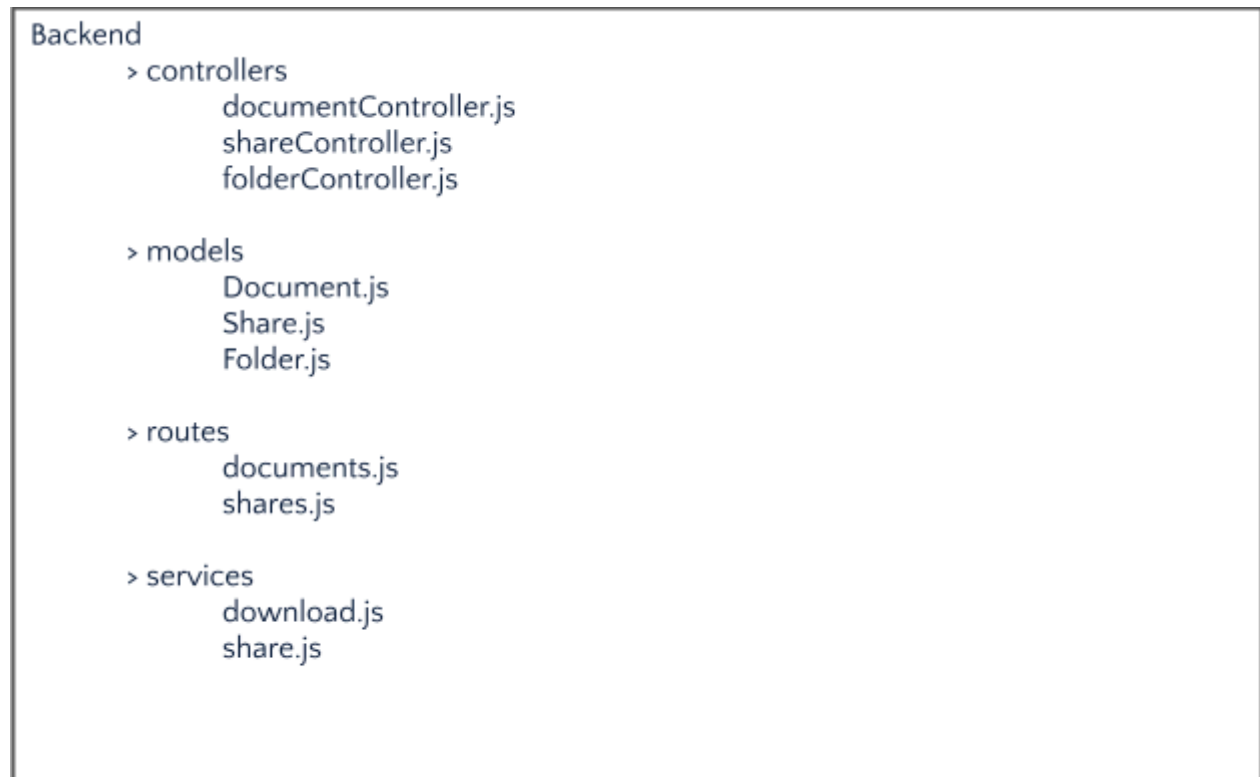 Backend
> controllers
documentController.js
shareController.js
folderController.js
> models
Document.js
Share.js
Folder.js
> routes
documents.js
shares.js
> services
download.js
share.js